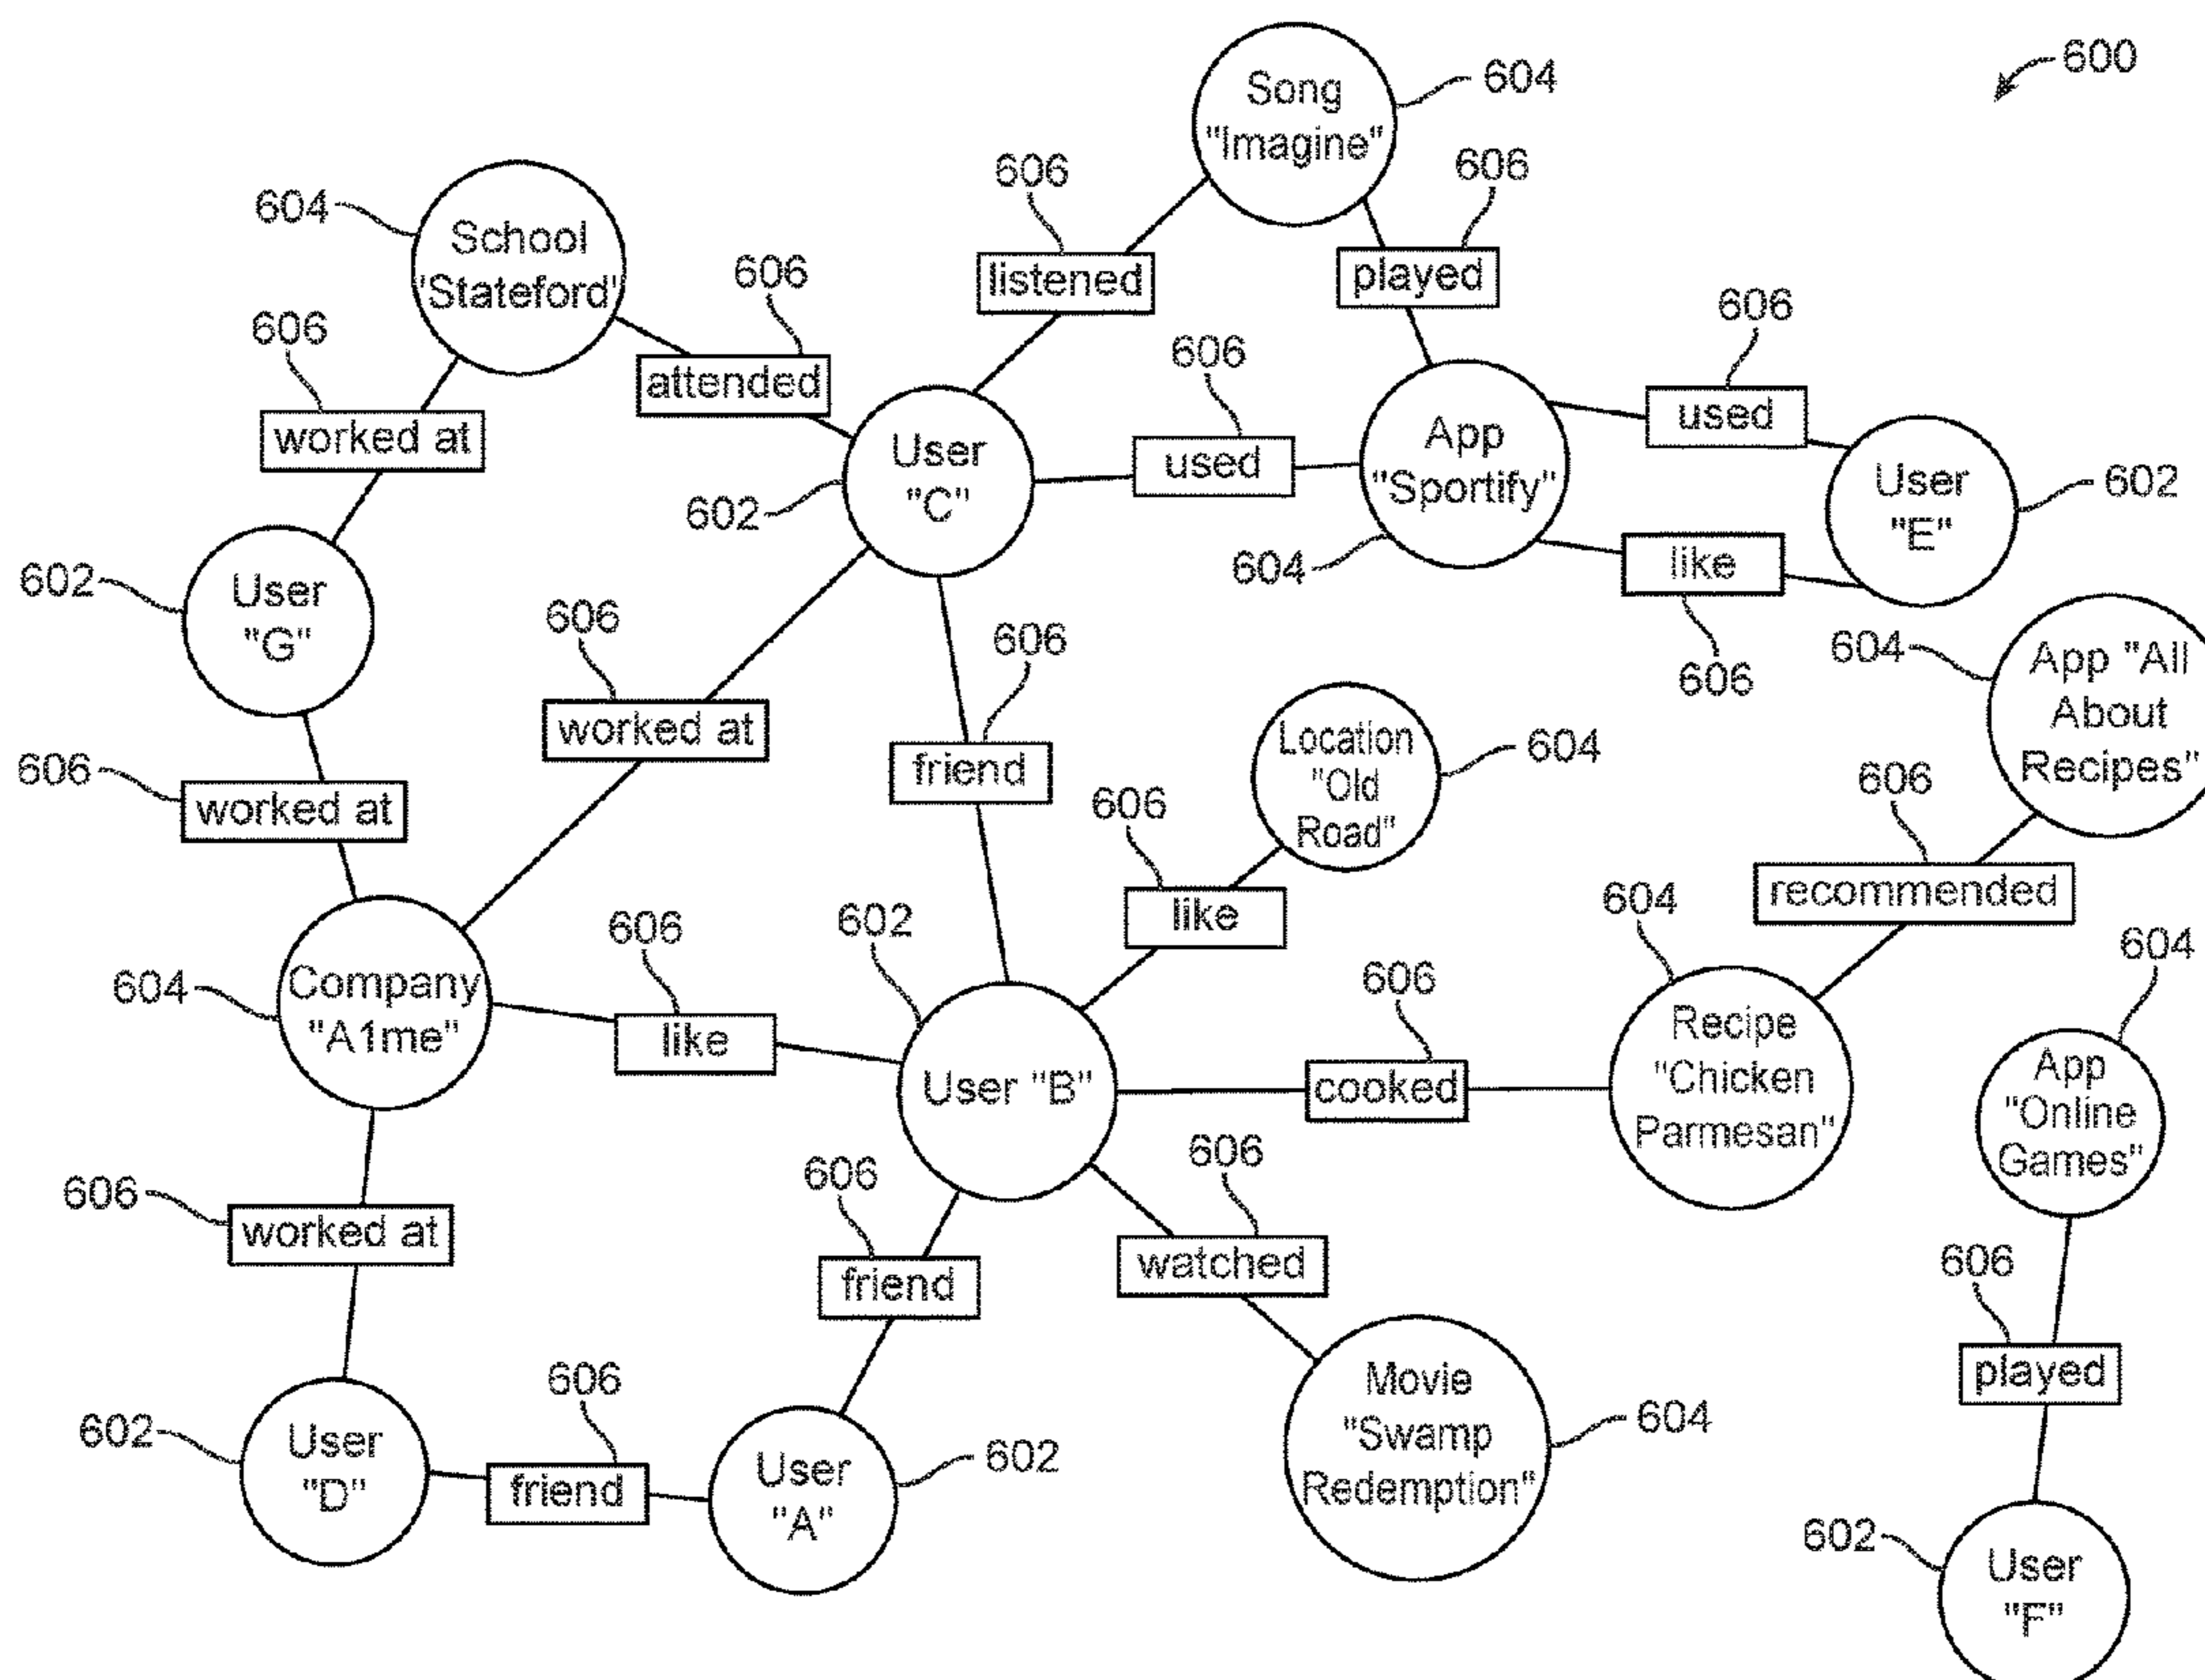 600
Song
"Imagine"
604
606
606
604
School
"Stateford"
606
listened
played
606
606
606
attended
used
worked at
User
"C"
606
used
App
"Sportify"
User
"E"
602
602
604
like
606
602
User
"G"
606
worked at
606
friend
Location
"Old
Road"
604
604
App "All
About
Recipes"
606
worked at
606
like
606
recommended
604
Company
"A1me"
606
like
602
User "B"
606
cooked
604
Recipe
"Chicken
Parmesan"
604
App
"Online
Games"
606
worked at
606
friend
606
watched
606
played
602
User
"D"
606
friend
User
"A"
602
Movie
"Swamp
Redemption"
604
602
User
"F"